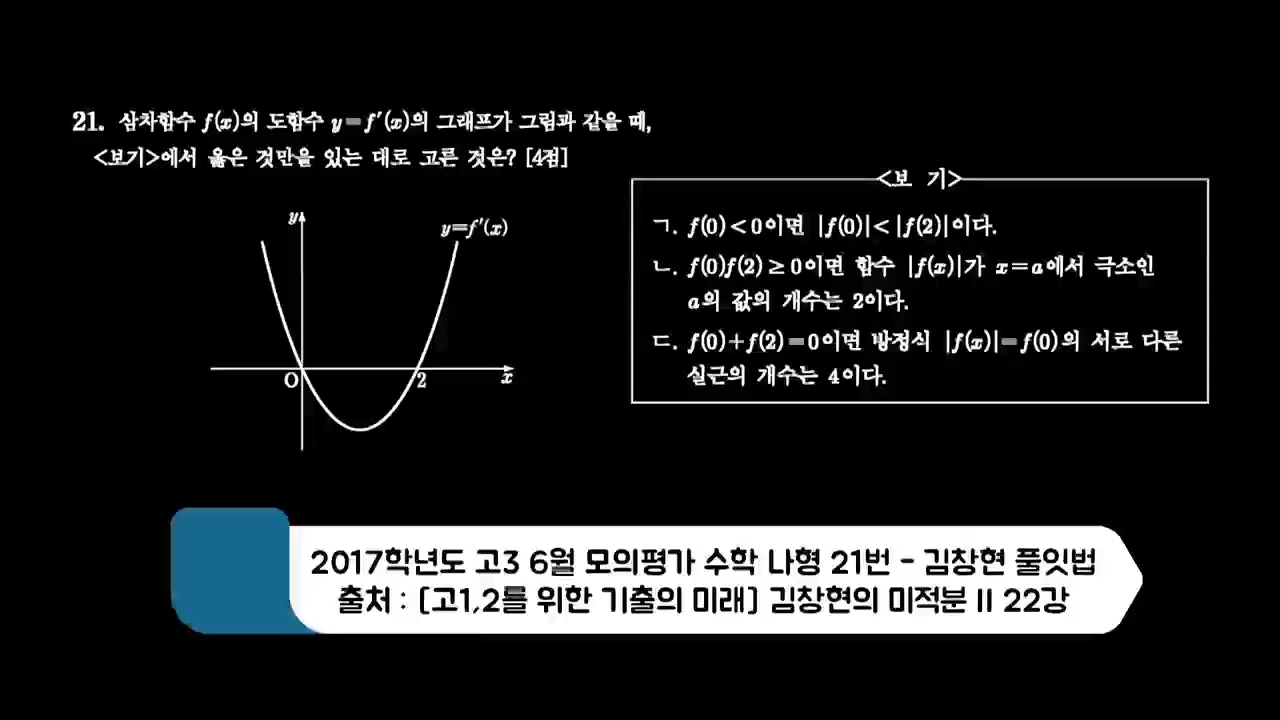 21. 삼차함수 f(x)의 도함수 y=f′(x)의 그래프가 그림과 같을 때,
<보기>에서 옳은 것만을 있는 대로 고른 것은? [4점]
y
y=f′(x)
O
2
x
<보 기>
ㄱ. f(0)<0이면 |f(0)|<|f(2)|이다.
ㄴ. f(0)f(2)≥0이면 함수 |f(x)|가 x=a에서 극소인
a의 값의 개수는 2이다.
ㄷ. f(0)+f(2)=0이면 방정식 |f(x)|=f(0)의 서로 다른
실근의 개수는 4이다.
2017학년도 고3 6월 모의평가 수학 나형 21번 - 김창현 풀잇법
출처 : [고1,2를 위한 기출의 미래] 김창현의 미적분 II 22강